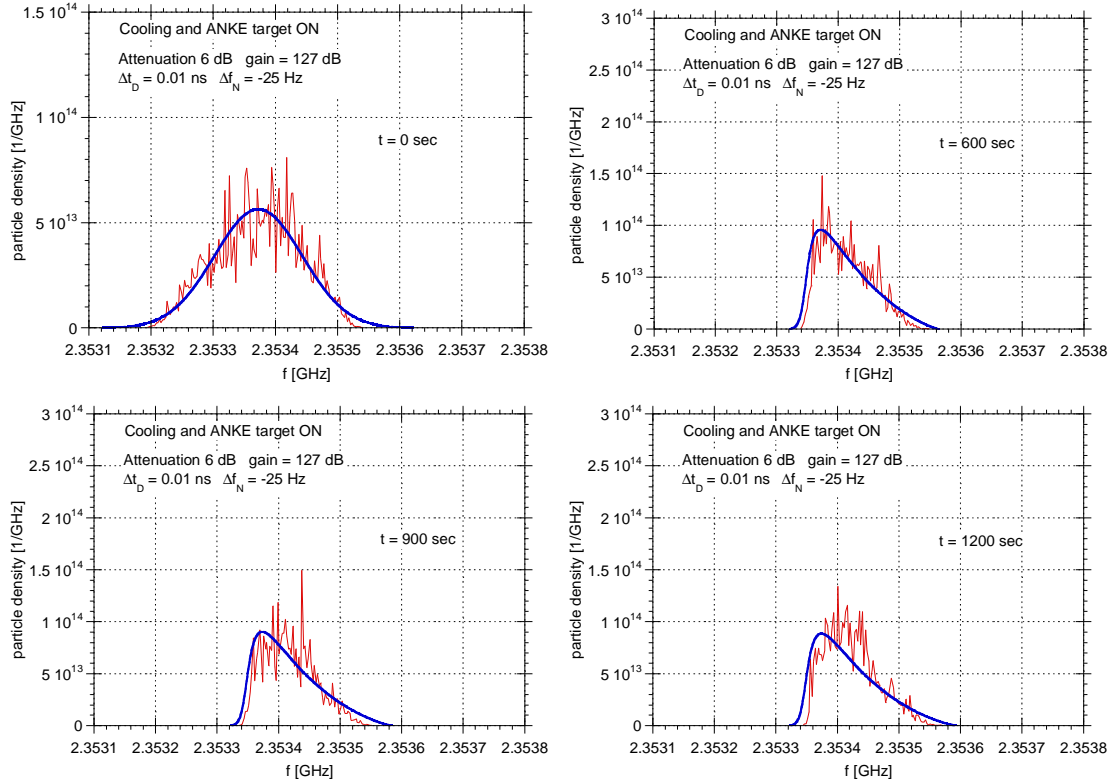 1.5 10^14
1 10^14
5 10^13
0
particle density [1/GHz]
Cooling and ANKE target ON
Attenuation 6 dB gain = 127 dB
Δt_D = 0.01 ns Δf_N = -25 Hz
t = 0 sec
2.3531 2.3532 2.3533 2.3534 2.3535 2.3536 2.3537 2.3538
f [GHz]
3 10^14
2.5 10^14
2 10^14
1.5 10^14
1 10^14
5 10^13
0
particle density [1/GHz]
Cooling and ANKE target ON
Attenuation 6 dB gain = 127 dB
Δt_D = 0.01 ns Δf_N = -25 Hz
t = 600 sec
2.3531 2.3532 2.3533 2.3534 2.3535 2.3536 2.3537 2.3538
f [GHz]
3 10^14
2.5 10^14
2 10^14
1.5 10^14
1 10^14
5 10^13
0
particle density [1/GHz]
Cooling and ANKE target ON
Attenuation 6 dB gain = 127 dB
Δt_D = 0.01 ns Δf_N = -25 Hz
t = 900 sec
2.3531 2.3532 2.3533 2.3534 2.3535 2.3536 2.3537 2.3538
f [GHz]
3 10^14
2.5 10^14
2 10^14
1.5 10^14
1 10^14
5 10^13
0
particle density [1/GHz]
Cooling and ANKE target ON
Attenuation 6 dB gain = 127 dB
Δt_D = 0.01 ns Δf_N = -25 Hz
t = 1200 sec
2.3531 2.3532 2.3533 2.3534 2.3535 2.3536 2.3537 2.3538
f [GHz]